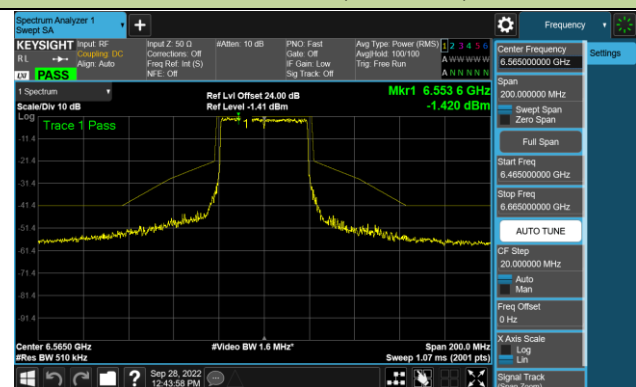 Spectrum Analyzer 1
Swept SA
Frequency
KEYSIGHT
Input: RF
Coupling: DC
Align: Auto
Input Z: 50 Ω
Corrections: Off
Freq Ref: Int (S)
NFE: Off
#Atten: 10 dB
PNO: Fast
Gate: Off
IF Gain: Low
Sig Track: Off
Avg Type: Power (RMS)
Avg|Hold: 100/100
Trig: Free Run
1 2 3 4 5 6
A W W W W W
A N N N N N
RL
LXI
PASS
Center Frequency
6.565000000 GHz
Settings
Span
200.000000 MHz
Swept Span
Zero Span
Full Span
Start Freq
6.465000000 GHz
Stop Freq
6.665000000 GHz
AUTO TUNE
CF Step
20.000000 MHz
Auto
Man
Freq Offset
0 Hz
X Axis Scale
Log
Lin
Signal Track
(Span Zoom)
1 Spectrum
Scale/Div 10 dB
Ref Lvl Offset 24.00 dB
Ref Level -1.41 dBm
Mkr1 6.553 6 GHz
-1.420 dBm
Log
Trace 1 Pass
1
-11.4
-21.4
-31.4
-41.4
-51.4
-61.4
-71.4
-81.4
-91.4
Center 6.5650 GHz
#Res BW 510 kHz
#Video BW 1.6 MHz*
Span 200.0 MHz
Sweep 1.07 ms (2001 pts)
Sep 28, 2022
12:43:58 PM